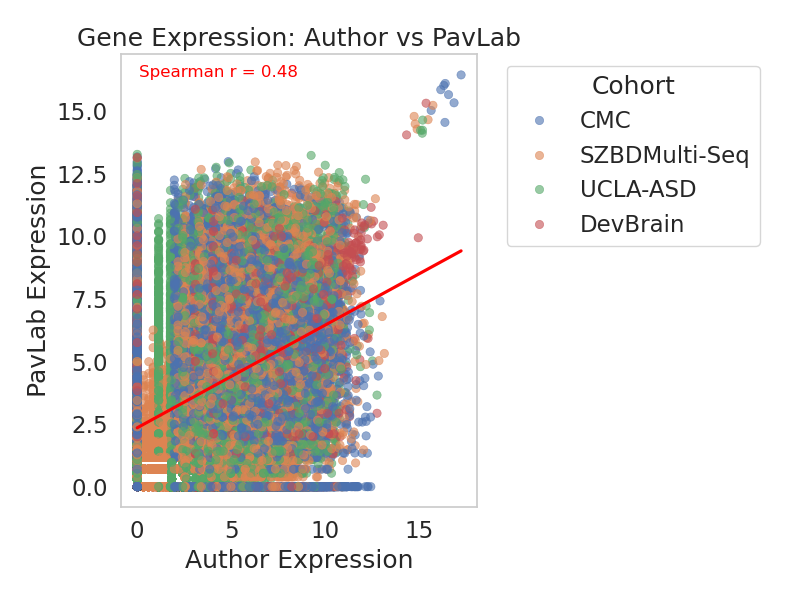 Gene Expression: Author vs PavLab
Spearman r = 0.48
Cohort
CMC
SZBDMulti-Seq
UCLA-ASD
DevBrain
PavLab Expression
15.0
12.5
10.0
7.5
5.0
2.5
0.0
0 5 10 15
Author Expression